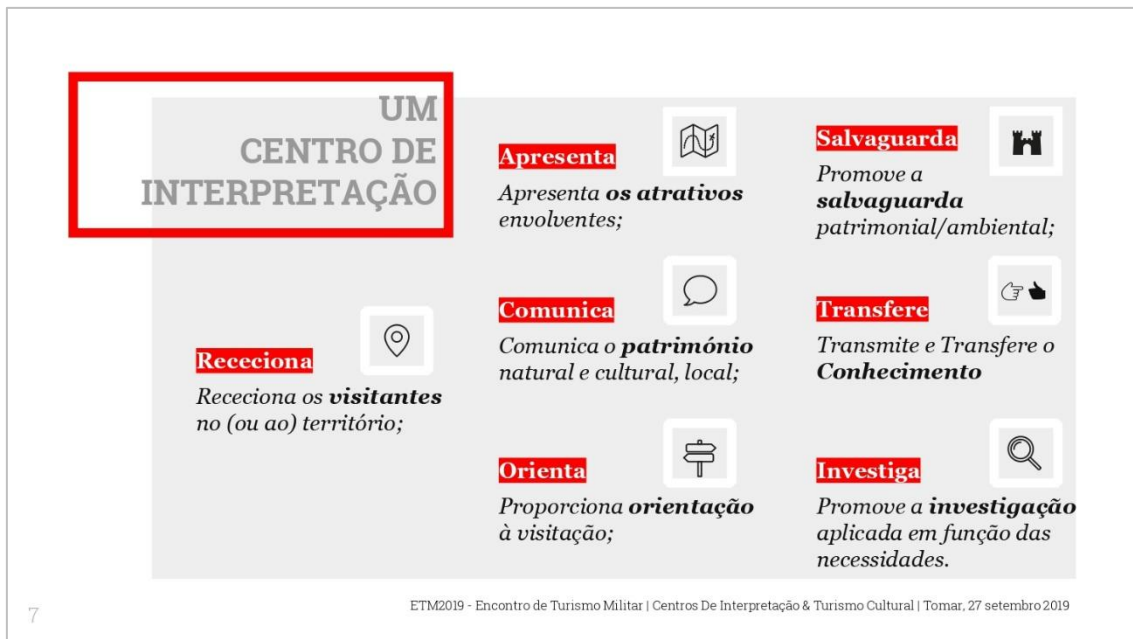 UM
CENTRO DE
INTERPRETAÇÃO
Receciona
Receciona os visitantes
no (ou ao) território;
Apresenta
Apresenta os atrativos
envolventes;
Comunica
Comunica o património
natural e cultural, local;
Orienta
Proporciona orientação
à visitação;
Salvaguarda
Promove a
salvaguarda
patrimonial/ambiental;
Transfere
Transmite e Transfere o
Conhecimento
Investiga
Promove a investigação
aplicada em função das
necessidades.
7
ETM2019 - Encontro de Turismo Militar | Centros De Interpretação & Turismo Cultural | Tomar, 27 setembro 2019